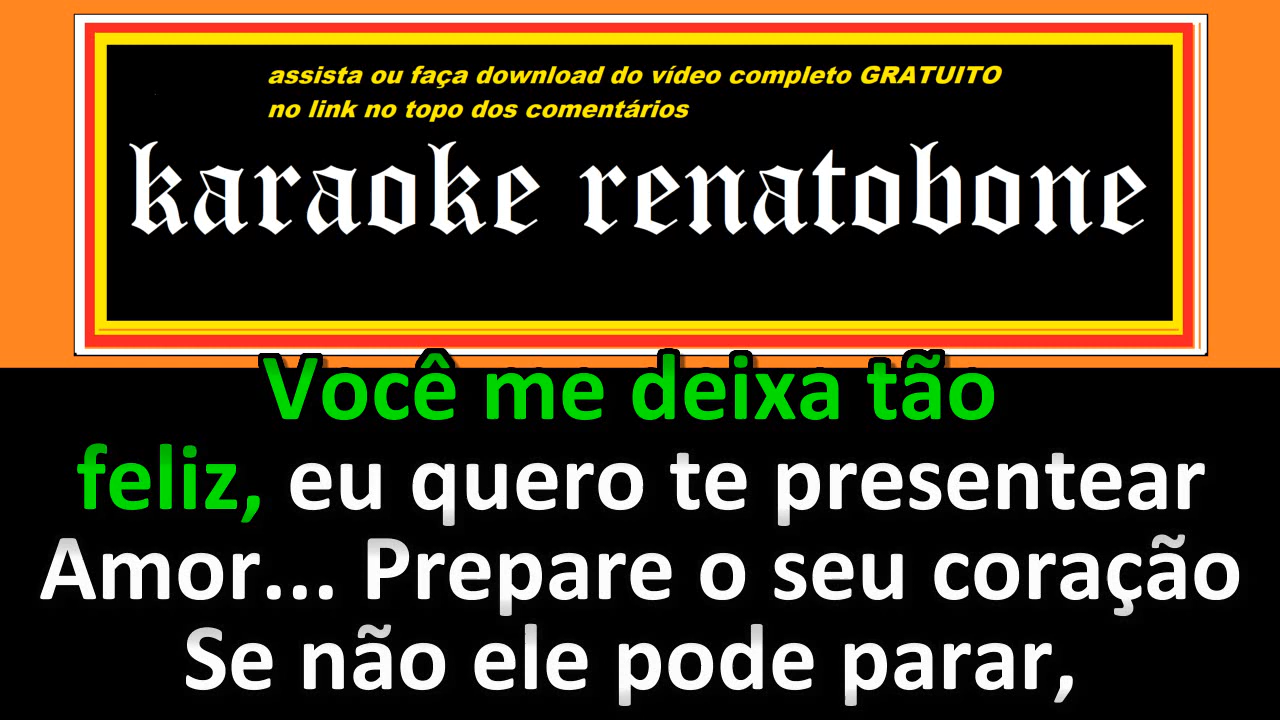 assista ou faça download do vídeo completo GRATUITO
no link no topo dos comentários
karaoke renatobone
Você me deixa tão
feliz, eu quero te presentear
Amor... Prepare o seu coração
Se não ele pode parar,